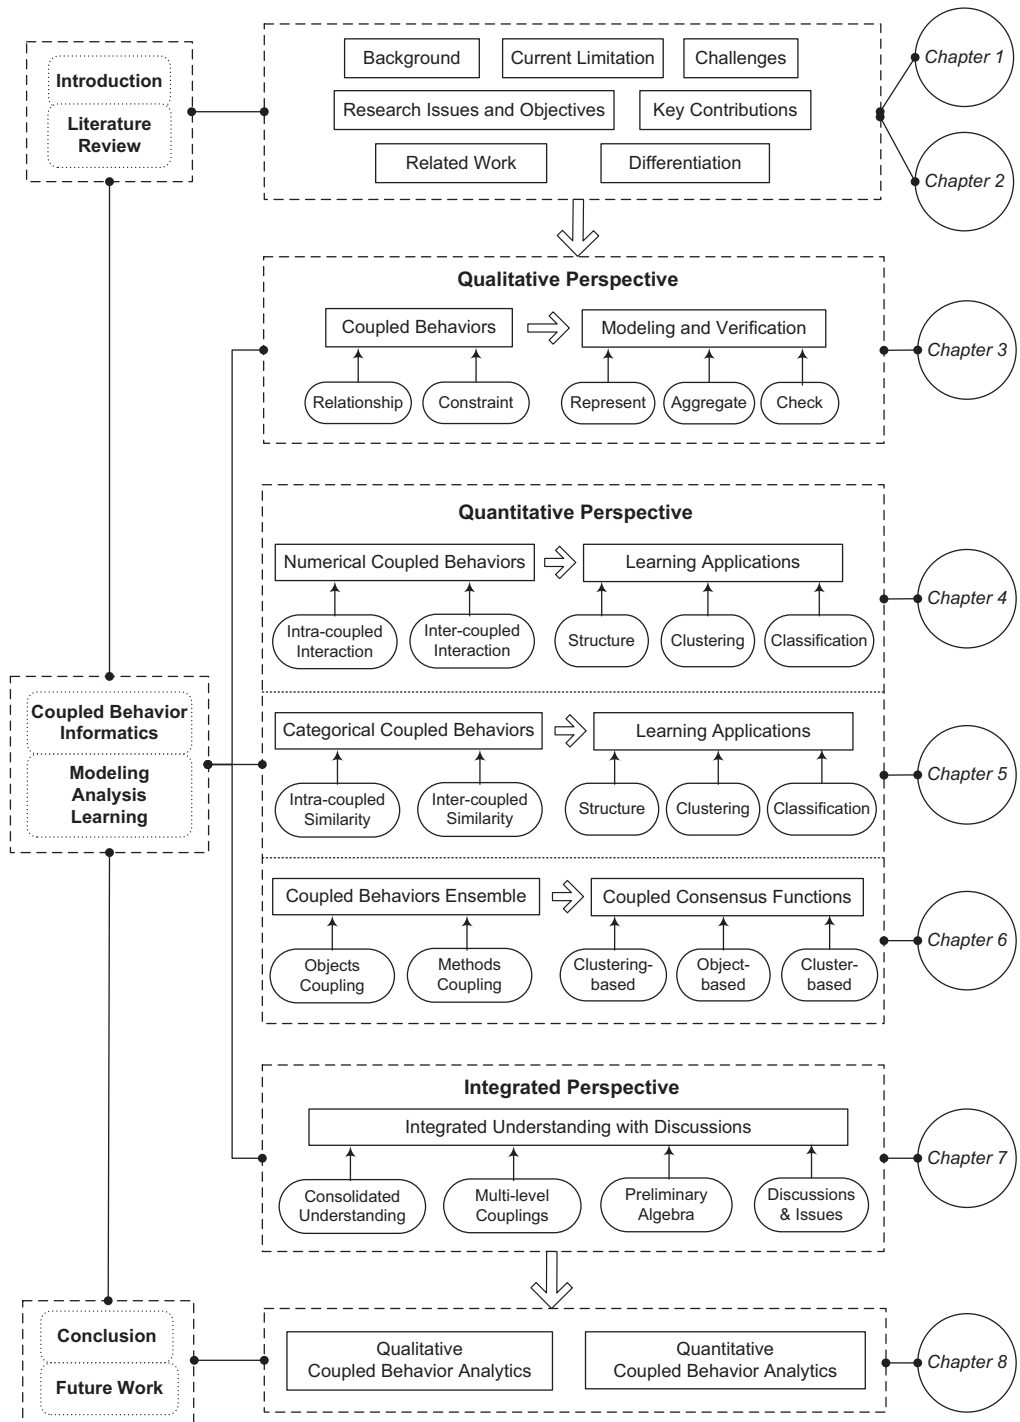 Introduction
Literature
Review
Background
Current Limitation
Challenges
Research Issues and Objectives
Key Contributions
Related Work
Differentiation
Chapter 1
Chapter 2
Qualitative Perspective
Coupled Behaviors
Modeling and Verification
Relationship
Constraint
Represent
Aggregate
Check
Chapter 3
Coupled Behavior
Informatics
Modeling
Analysis
Learning
Quantitative Perspective
Numerical Coupled Behaviors
Learning Applications
Intra-coupled
Interaction
Inter-coupled
Interaction
Structure
Clustering
Classification
Chapter 4
Categorical Coupled Behaviors
Learning Applications
Intra-coupled
Similarity
Inter-coupled
Similarity
Structure
Clustering
Classification
Chapter 5
Coupled Behaviors Ensemble
Coupled Consensus Functions
Objects
Coupling
Methods
Coupling
Clustering-
based
Object-
based
Cluster-
based
Chapter 6
Integrated Perspective
Integrated Understanding with Discussions
Consolidated
Understanding
Multi-level
Couplings
Preliminary
Algebra
Discussions
& Issues
Chapter 7
Conclusion
Future Work
Qualitative
Coupled Behavior Analytics
Quantitative
Coupled Behavior Analytics
Chapter 8